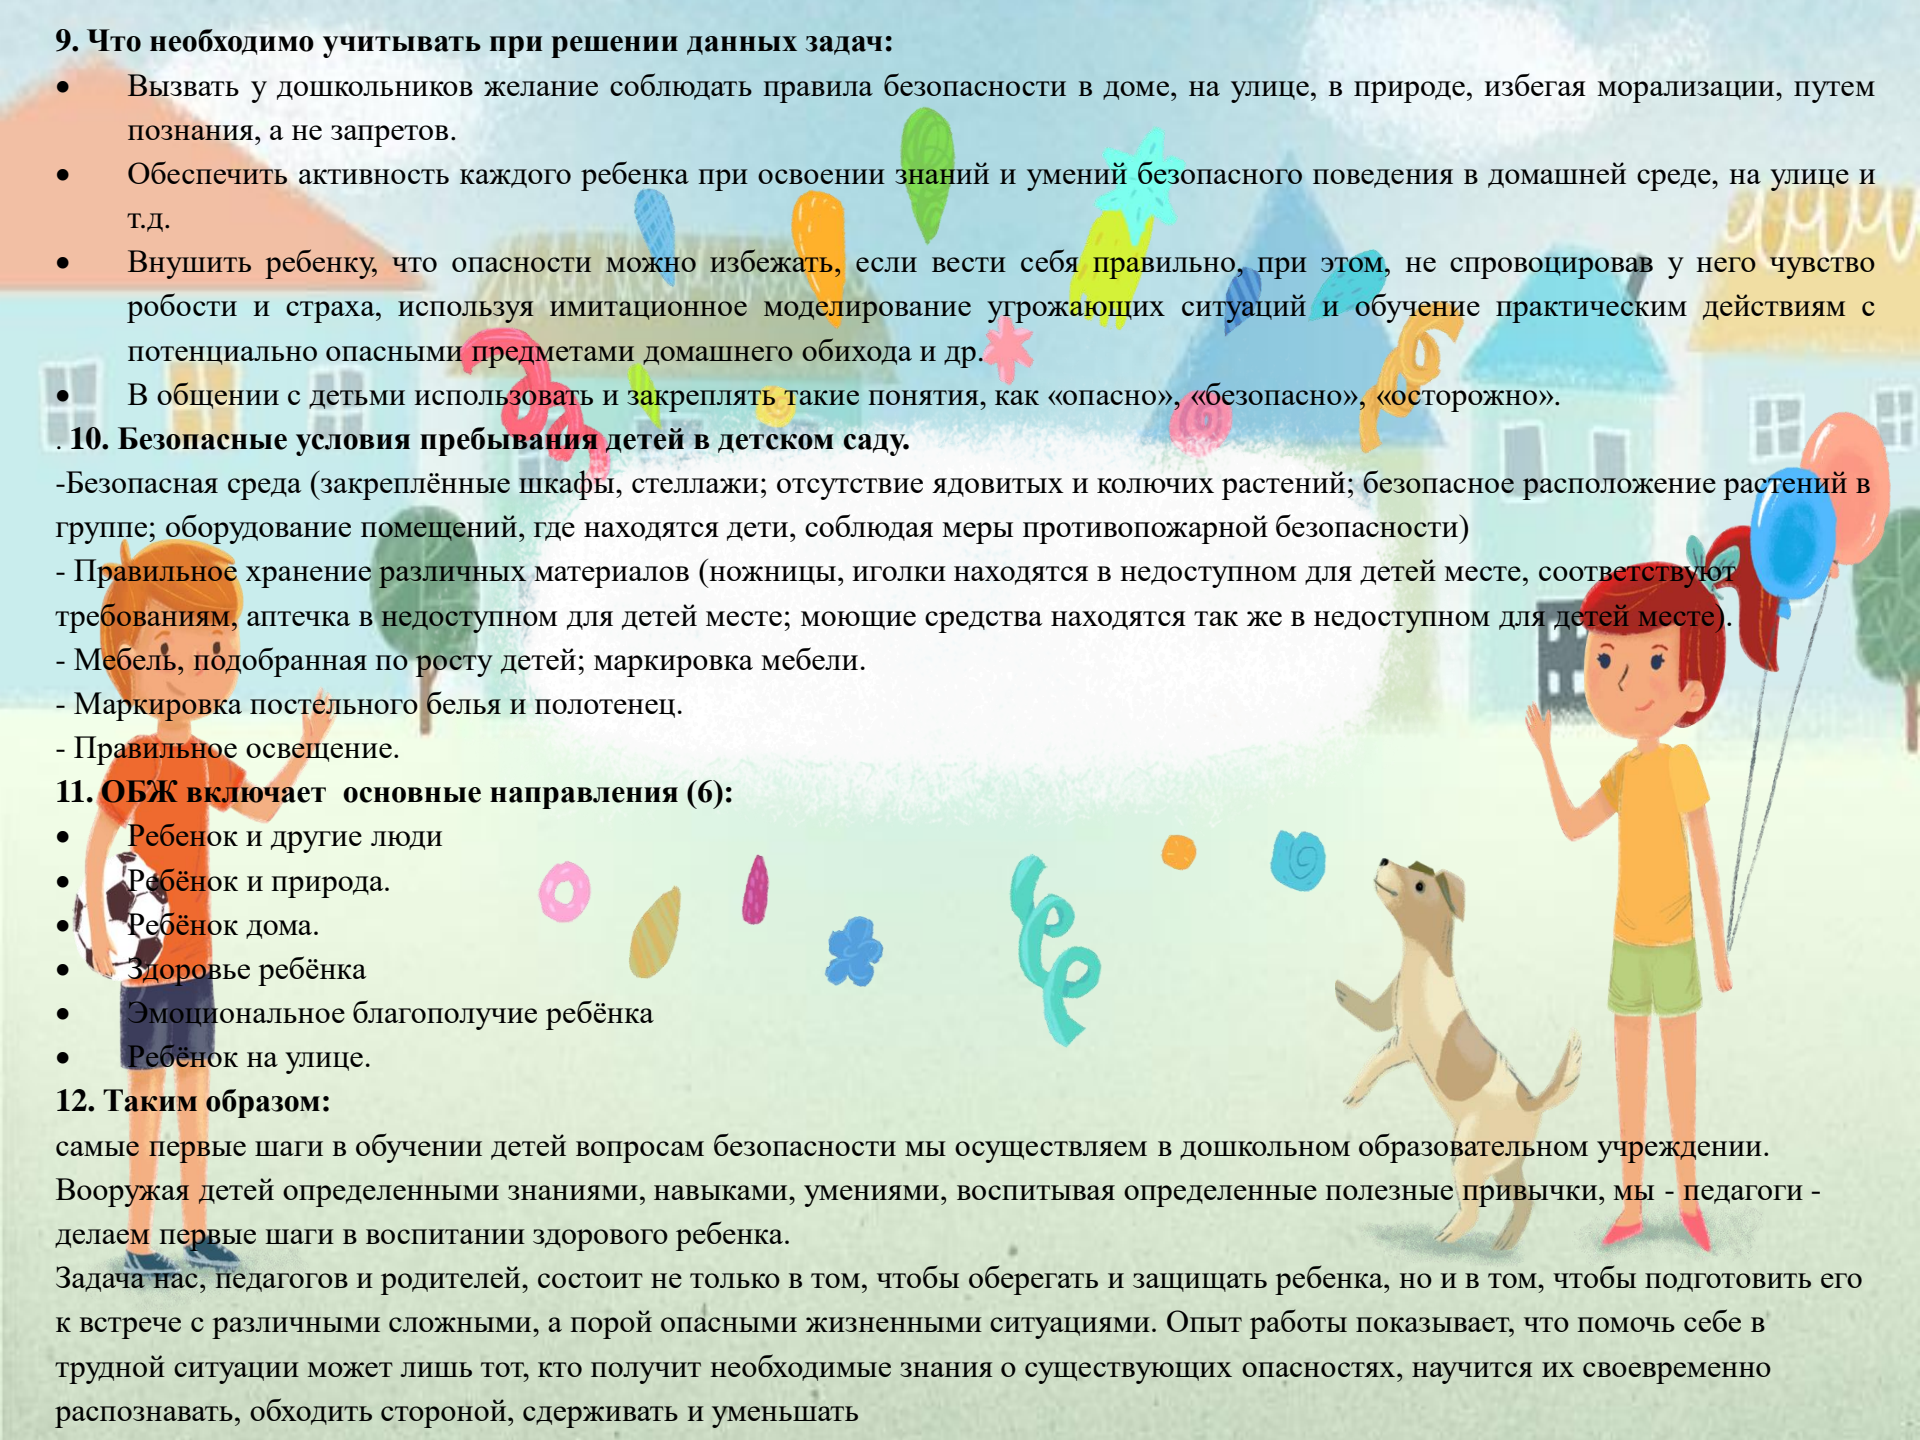 9. Что необходимо учитывать при решении данных задач:
• Вызвать у дошкольников желание соблюдать правила безопасности в доме, на улице, в природе, избегая морализации, путем
познания, а не запретов.
• Обеспечить активность каждого ребенка при освоении знаний и умений безопасного поведения в домашней среде, на улице и
т.д.
• Внушить ребенку, что опасности можно избежать, если вести себя правильно, при этом, не спровоцировав у него чувство
робости и страха, используя имитационное моделирование угрожающих ситуаций и обучение практическим действиям с
потенциально опасными предметами домашнего обихода и др.
• В общении с детьми использовать и закреплять такие понятия, как «опасно», «безопасно», «осторожно».
. 10. Безопасные условия пребывания детей в детском саду.
-Безопасная среда (закреплённые шкафы, стеллажи; отсутствие ядовитых и колючих растений; безопасное расположение растений в
группе; оборудование помещений, где находятся дети, соблюдая меры противопожарной безопасности)
- Правильное хранение различных материалов (ножницы, иголки находятся в недоступном для детей месте, соответствуют
требованиям, аптечка в недоступном для детей месте; моющие средства находятся так же в недоступном для детей месте).
- Мебель, подобранная по росту детей; маркировка мебели.
- Маркировка постельного белья и полотенец.
- Правильное освещение.
11. ОБЖ включает  основные направления (6):
• Ребенок и другие люди
• Ребёнок и природа.
• Ребёнок дома.
• Здоровье ребёнка
• Эмоциональное благополучие ребёнка
• Ребёнок на улице.
12. Таким образом:
самые первые шаги в обучении детей вопросам безопасности мы осуществляем в дошкольном образовательном учреждении.
Вооружая детей определенными знаниями, навыками, умениями, воспитывая определенные полезные привычки, мы - педагоги -
делаем первые шаги в воспитании здорового ребенка.
Задача нас, педагогов и родителей, состоит не только в том, чтобы оберегать и защищать ребенка, но и в том, чтобы подготовить его
к встрече с различными сложными, а порой опасными жизненными ситуациями. Опыт работы показывает, что помочь себе в
трудной ситуации может лишь тот, кто получит необходимые знания о существующих опасностях, научится их своевременно
распознавать, обходить стороной, сдерживать и уменьшать